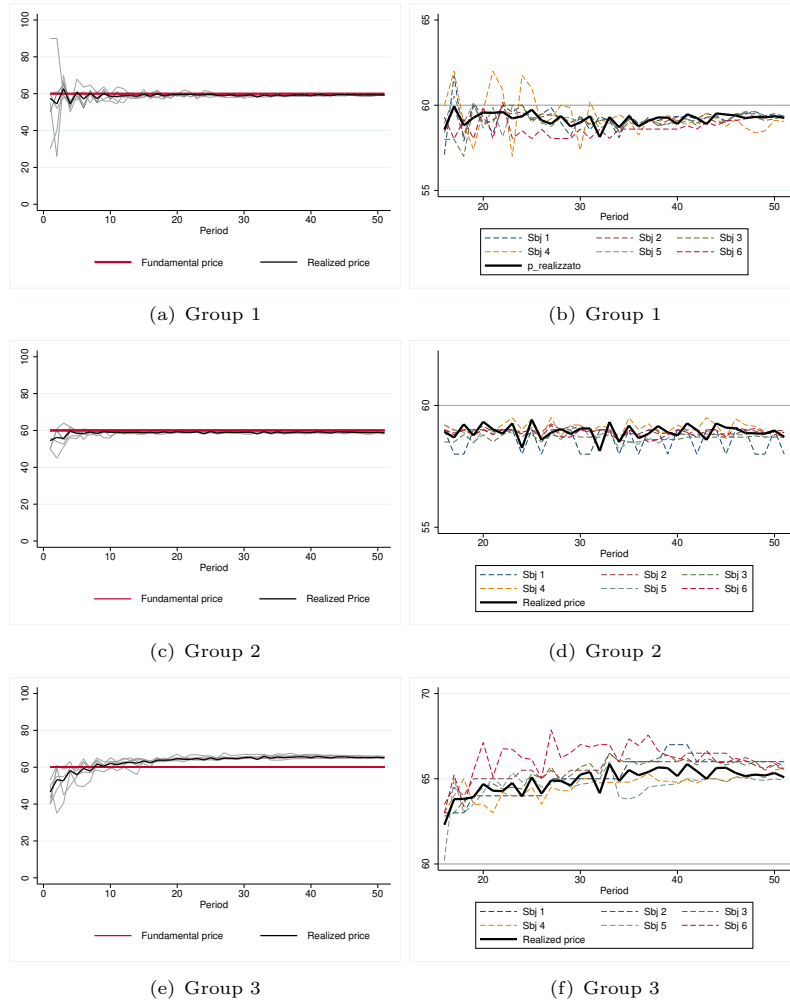 0 20 40 60 80 100
0 10 20 30 40 50
Period
Fundamental price Realized price
(a) Group 1
55 60 65
20 30 40 50
Period
Sbj 1 Sbj 2 Sbj 3
Sbj 4 Sbj 5 Sbj 6
p_realizzato
(b) Group 1
0 20 40 60 80 100
0 10 20 30 40 50
Period
Fundamental price Realized Price
(c) Group 2
55 60
20 30 40 50
Period
Sbj 1 Sbj 2 Sbj 3
Sbj 4 Sbj 5 Sbj 6
Realized price
(d) Group 2
0 20 40 60 80 100
0 10 20 30 40 50
Period
Fundamental price Realized price
(e) Group 3
60 65 70
20 30 40 50
Period
Sbj 1 Sbj 2 Sbj 3
Sbj 4 Sbj 5 Sbj 6
Realized price
(f) Group 3